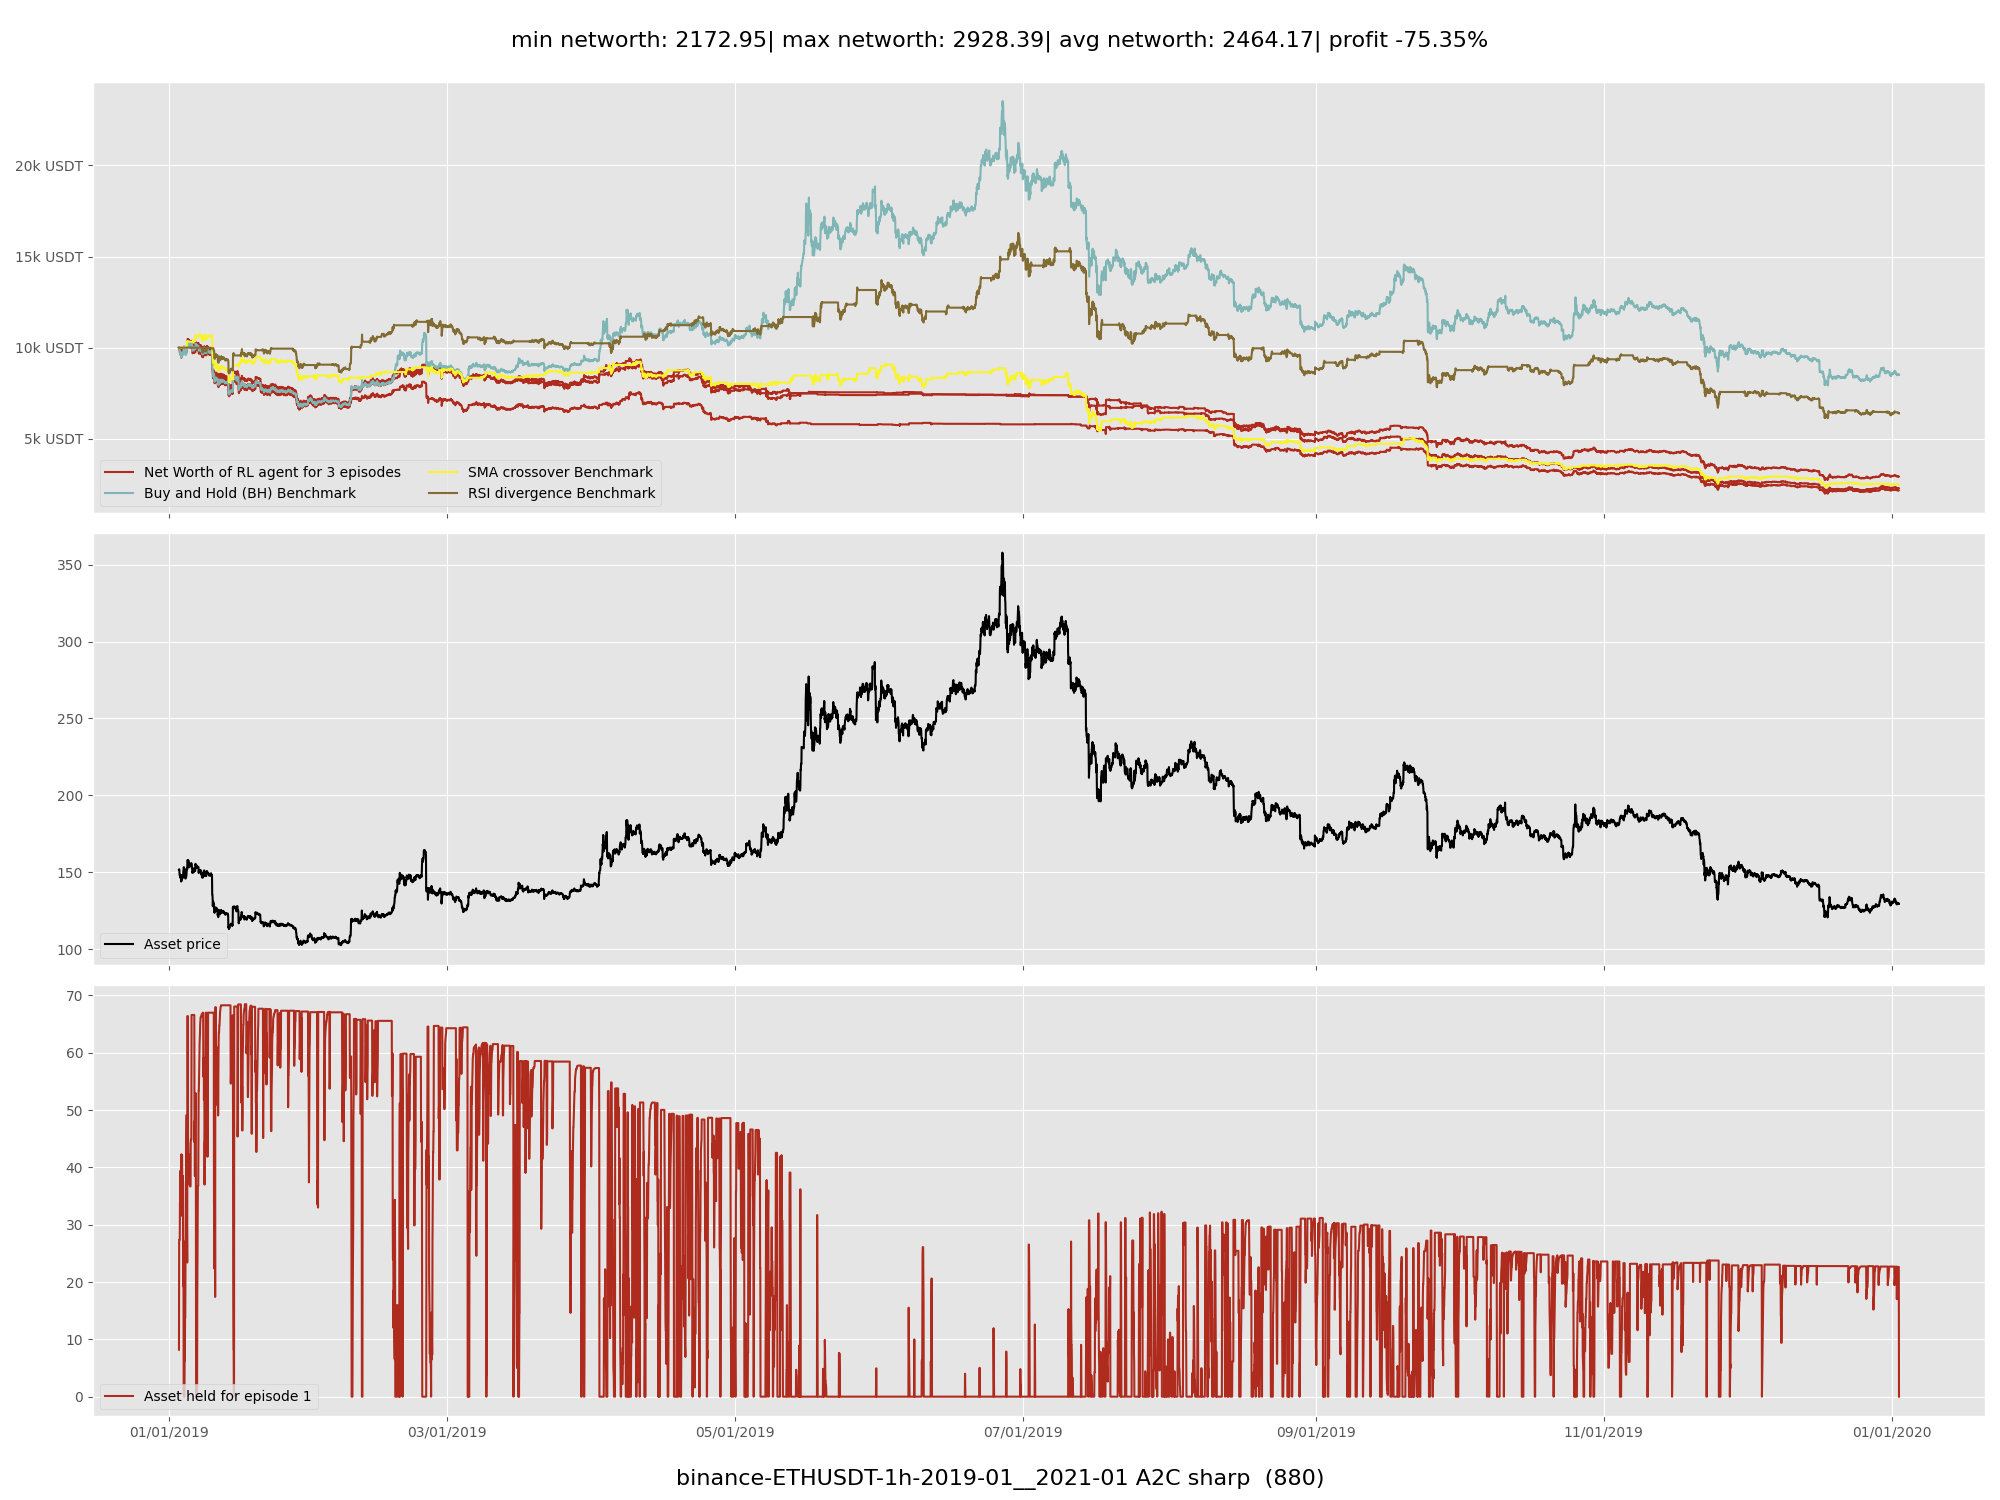 min networth: 2172.95| max networth: 2928.39| avg networth: 2464.17| profit -75.35%
20k USDT
15k USDT
10k USDT
5k USDT
Net Worth of RL agent for 3 episodes
Buy and Hold (BH) Benchmark
SMA crossover Benchmark
RSI divergence Benchmark
350
300
250
200
150
100
Asset price
70
60
50
40
30
20
10
0
Asset held for episode 1
01/01/2019 03/01/2019 05/01/2019 07/01/2019 09/01/2019 11/01/2019 01/01/2020
binance-ETHUSDT-1h-2019-01__2021-01 A2C sharp (880)